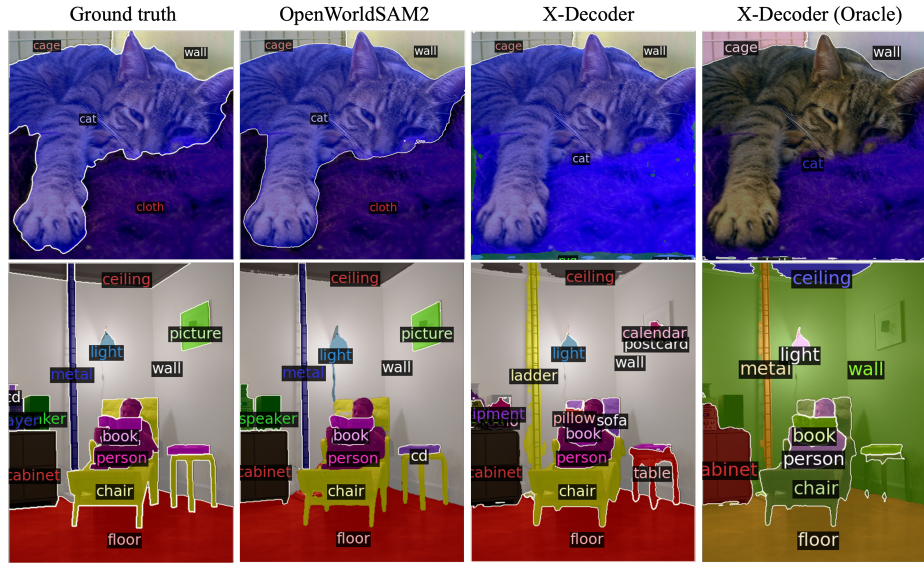 Ground truth
OpenWorldSAM2
X-Decoder
X-Decoder (Oracle)
cage
wall
cat
cloth
cage
wall
cat
cloth
cage
wall
cat
cage
wall
cat
ceiling
picture
light
wall
metal
cd
ker
book
person
cabinet
chair
floor
ceiling
picture
light
wall
metal
speaker
book
person
cd
cabinet
chair
floor
ceiling
calendar
postcard
light
wall
ladder
ipment
pillow
sofa
book
person
cabinet
table
chair
floor
ceiling
light
metal
wall
book
person
abinet
chair
floor